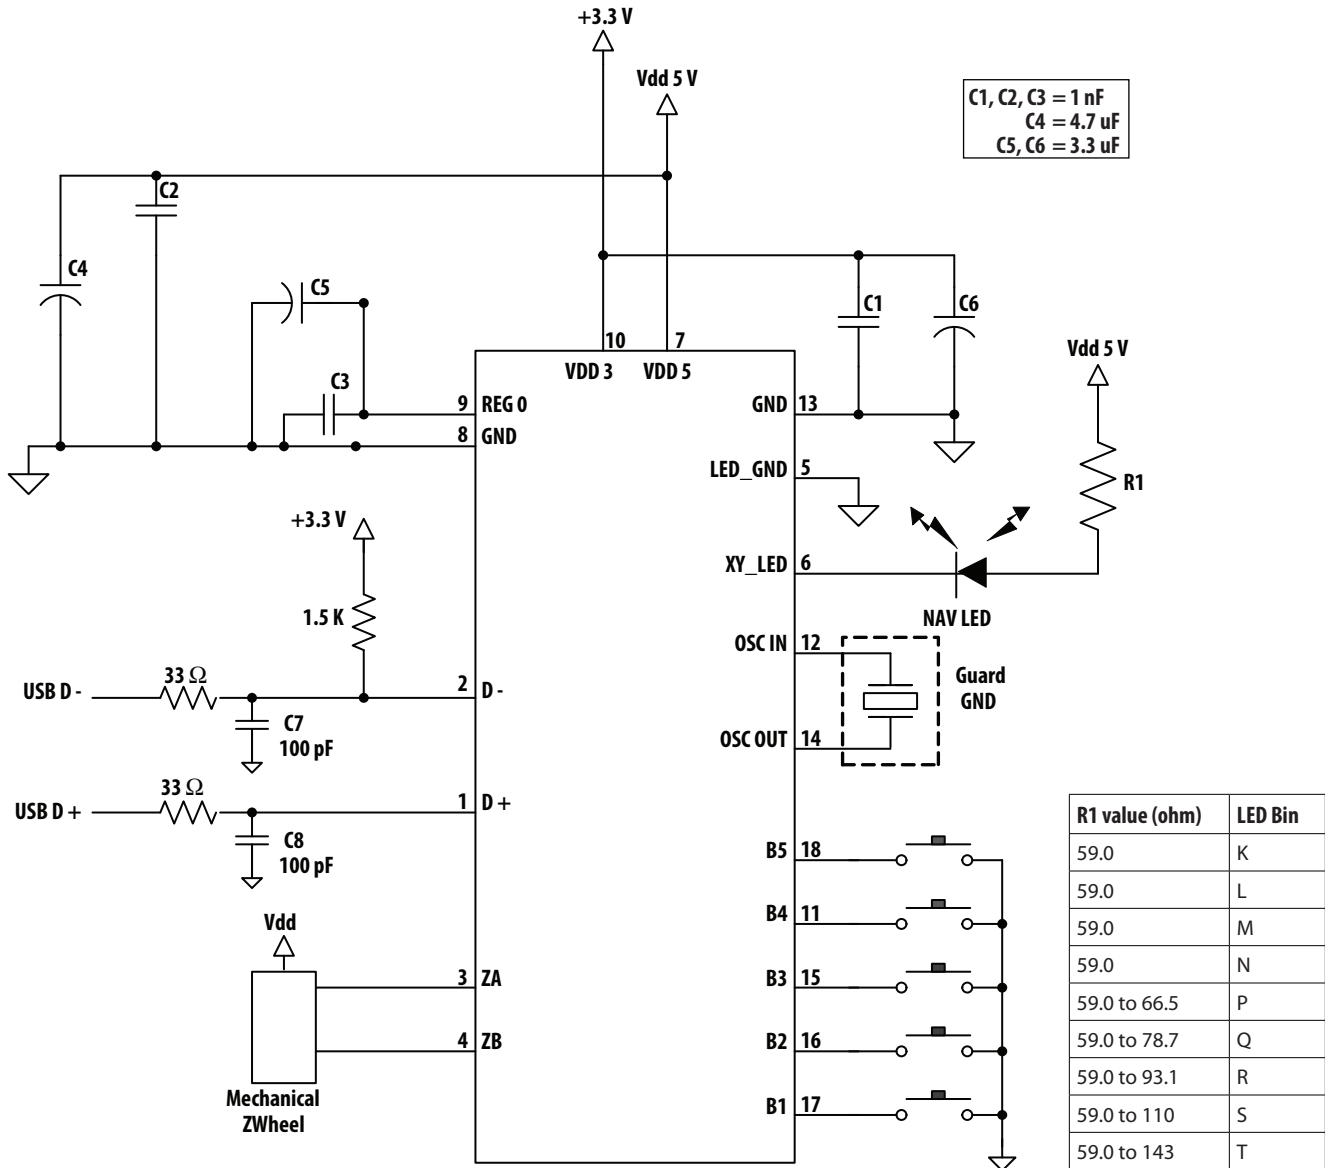 +3.3 V
Vdd 5 V
C1, C2, C3 = 1 nF
C4 = 4.7 uF
C5, C6 = 3.3 uF
C2
C4
C5
C1
C6
10
7
Vdd 5 V
VDD 3
VDD 5
C3
9
REG 0
GND
13
8
GND
LED_GND
5
R1
+3.3 V
XY_LED
6
1.5 K
NAV LED
OSC IN
12
33 Ω
Guard
GND
USB D -
2
D -
C7
100 pF
OSC OUT
14
33 Ω
USB D +
1
D +
C8
100 pF
R1 value (ohm)
LED Bin
59.0
K
59.0
L
59.0
M
59.0
N
59.0 to 66.5
P
59.0 to 78.7
Q
59.0 to 93.1
R
59.0 to 110
S
59.0 to 143
T
B5
18
B4
11
Vdd
3
ZA
B3
15
4
ZB
B2
16
Mechanical
ZWheel
B1
17